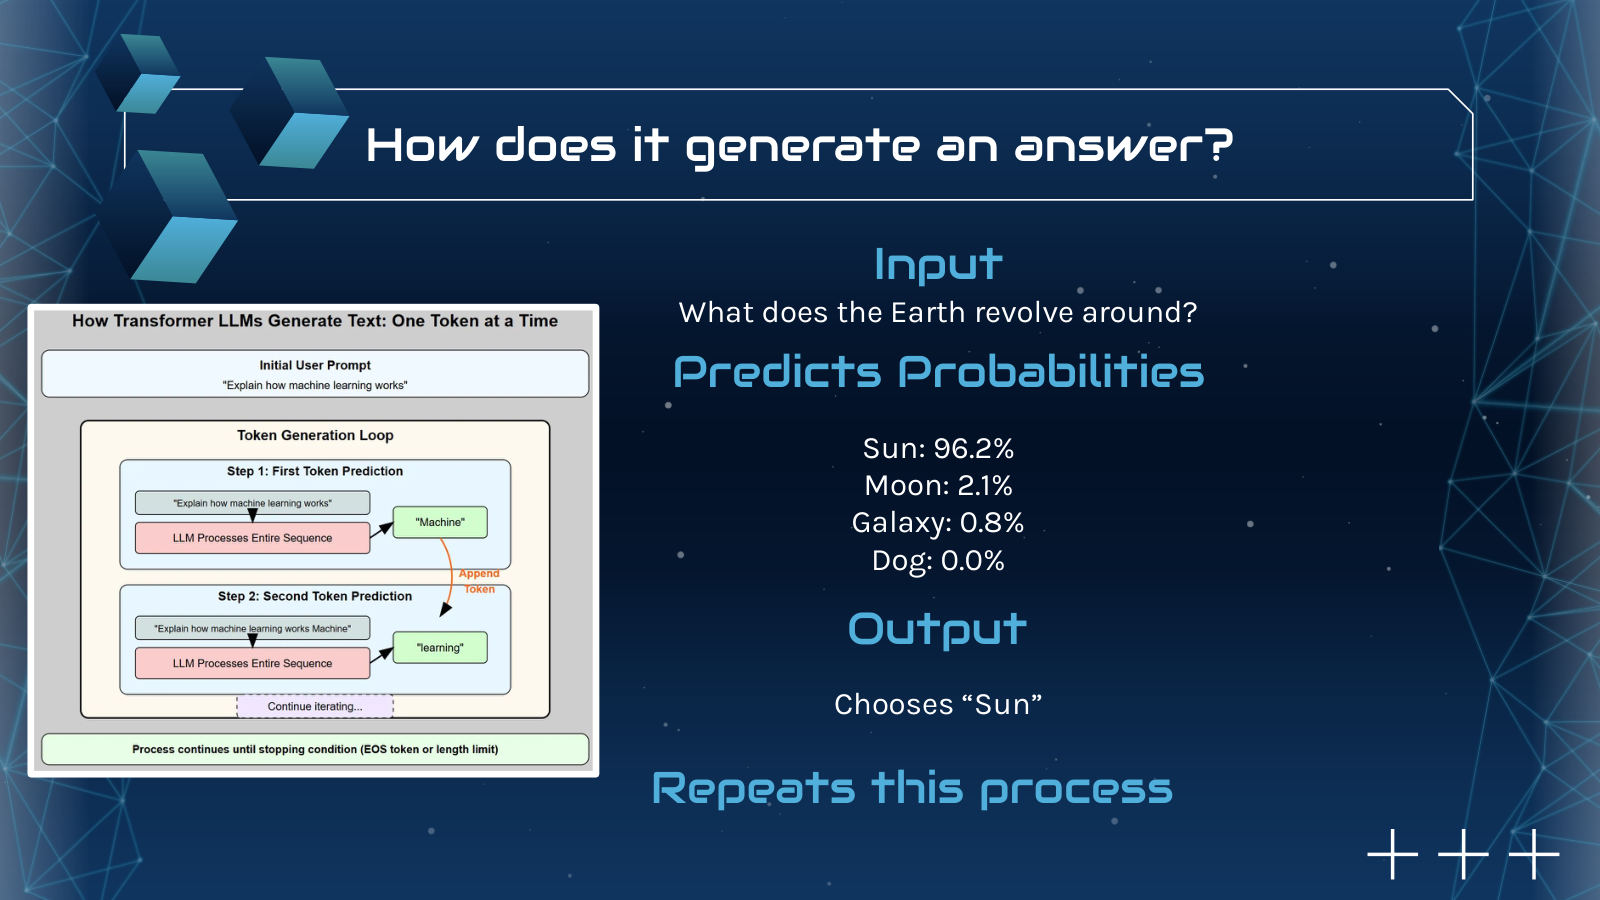 How does it generate an answer?
How Transformer LLMs Generate Text: One Token at a Time
Initial User Prompt
"Explain how machine learning works"
Token Generation Loop
Step 1: First Token Prediction
"Explain how machine learning works"
LLM Processes Entire Sequence
"Machine"
Append
Token
Step 2: Second Token Prediction
"Explain how machine learning works Machine"
LLM Processes Entire Sequence
"learning"
Continue iterating...
Process continues until stopping condition (EOS token or length limit)
Input
What does the Earth revolve around?
Predicts Probabilities
Sun: 96.2%
Moon: 2.1%
Galaxy: 0.8%
Dog: 0.0%
Output
Chooses “Sun”
Repeats this process